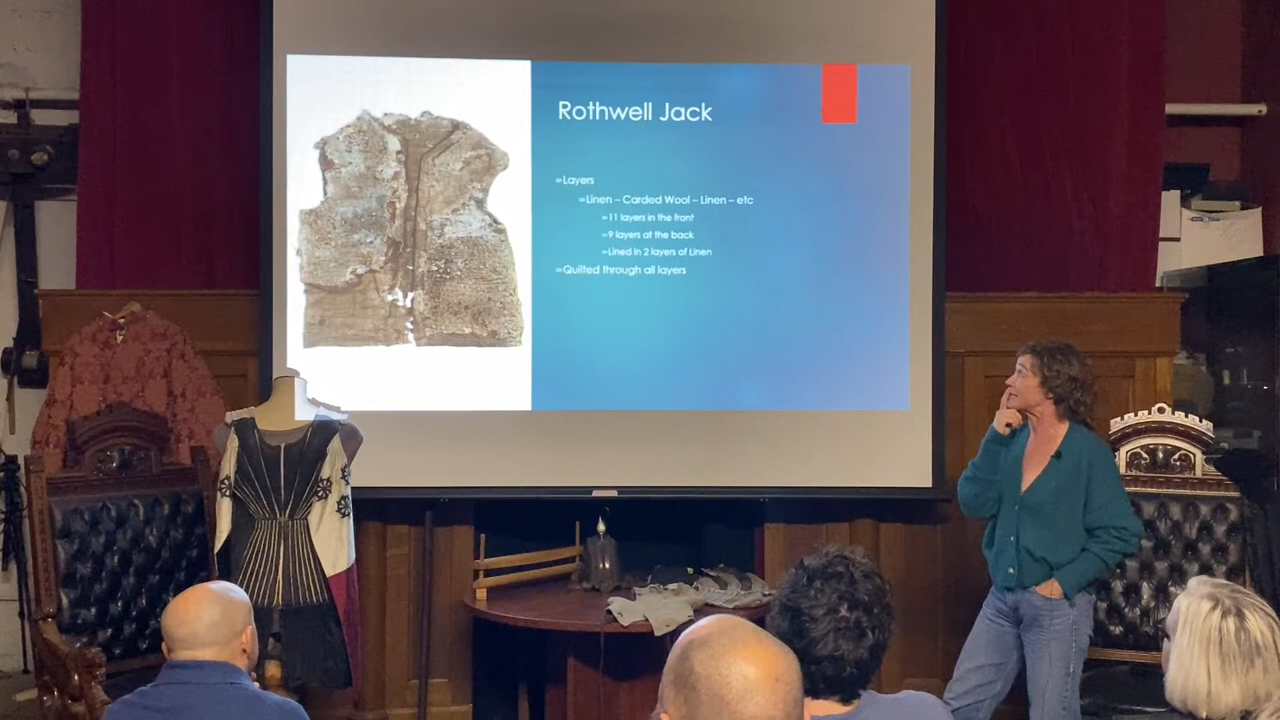 Rothwell Jack
Layers
Linen – Carded Wool – Linen – etc
11 layers in the front
9 layers at the back
Lined in 2 layers of Linen
Quilted through all layers